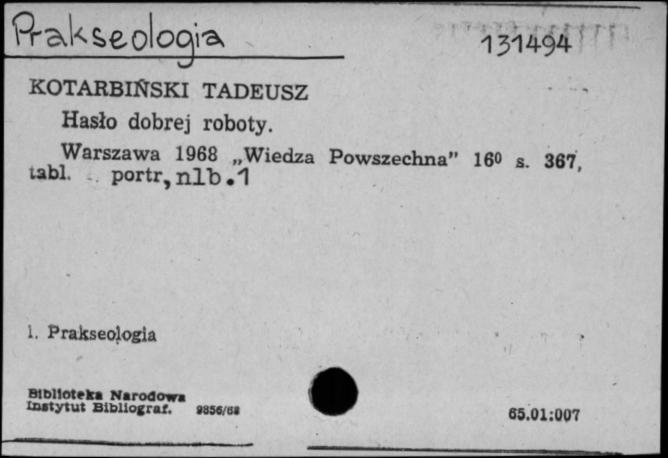 Prakseologia
131494
KOTARBIŃSKI TADEUSZ
Hasło dobrej roboty.
Warszawa 1968 „Wiedza Powszechna” 16⁰ s. 367,
tabl. portr, nlb.1
1. Prakseologia
Biblioteka Narodowa
Instytut Bibliograf. 9856/68
65.01:007